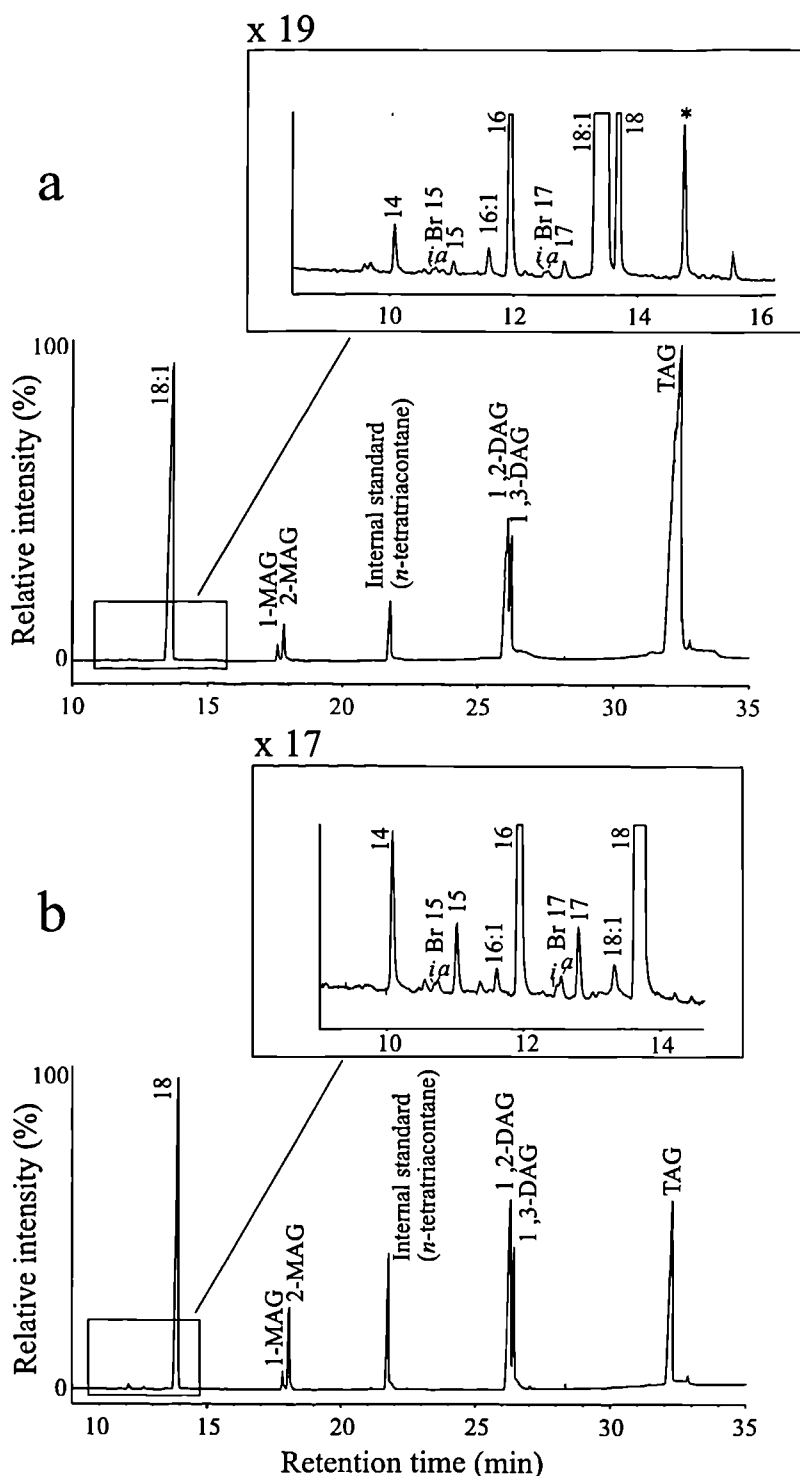 x 19
a
14
i a Br 15
15
16:1
16
i a Br 17
17
18:1
18
*
10 12 14 16
Relative intensity (%)
100
0
18:1
1-MAG
2-MAG
Internal standard
(n-tetratriacontane)
1,2-DAG
1,3-DAG
TAG
10 15 20 25 30 35
x 17
b
14
i a Br 15
15
16:1
16
i a Br 17
17
18:1
18
10 12 14
Relative intensity (%)
100
0
18
1-MAG
2-MAG
Internal standard
(n-tetratriacontane)
1,2-DAG
1,3-DAG
TAG
10 15 20 25 30 35
Retention time (min)